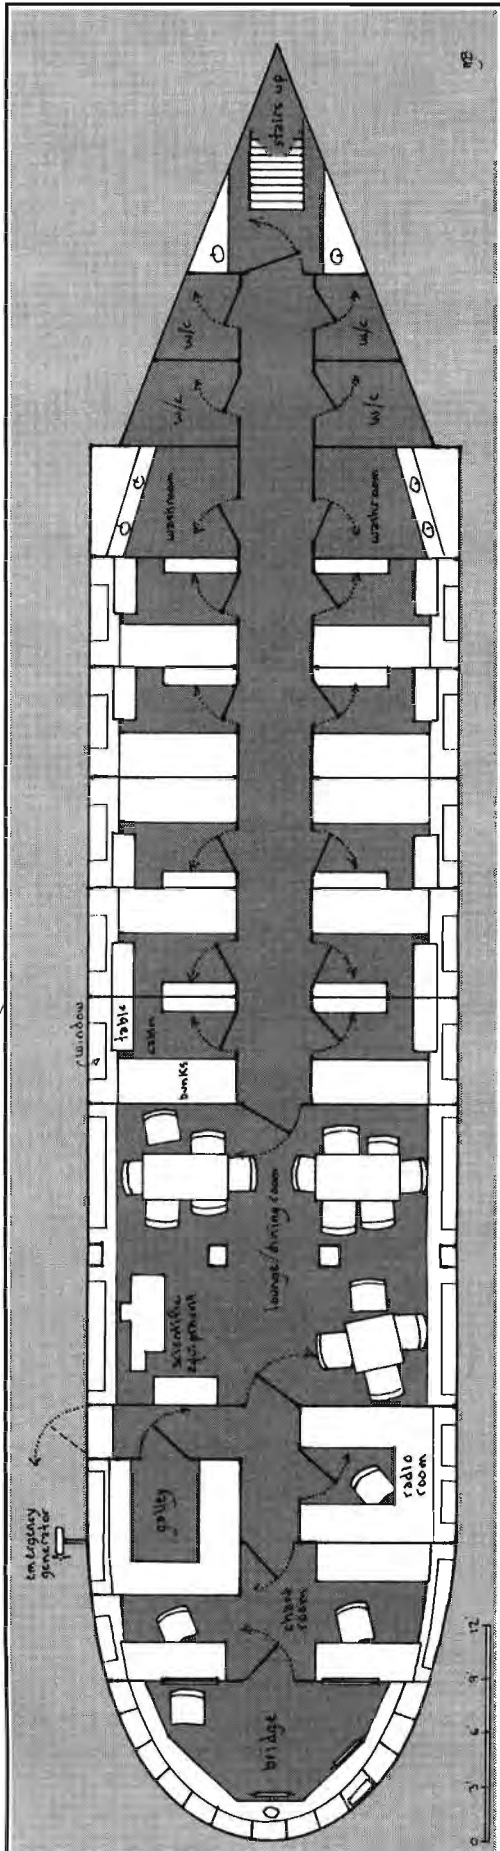 stairs up
w/c
w/c
w/c
w/c
washroom
washroom
window
table
cabin
bunks
lounge/dining room
scientific
equipment
emergency
generator
galley
radio
room
chart
room
bridge
0 3' 6' 9' 12'